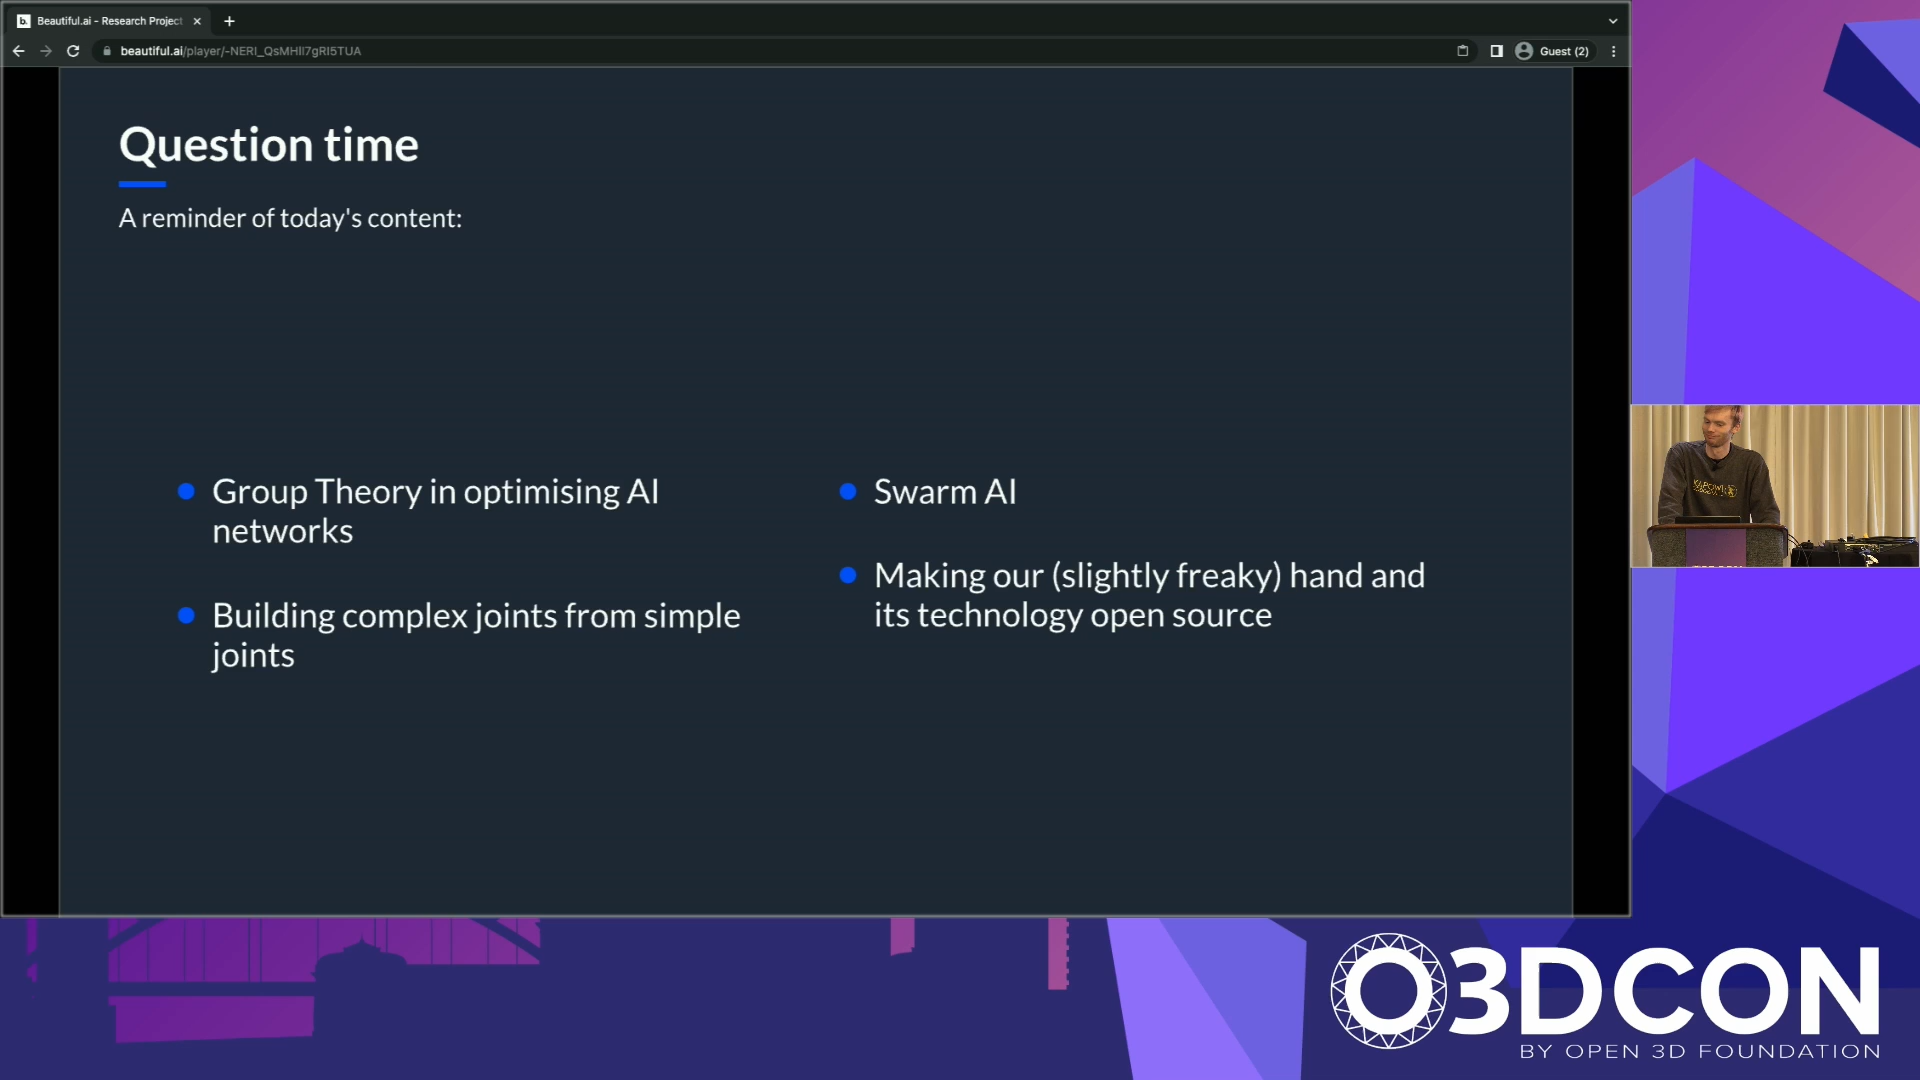 Beautiful.ai - Research Project
beautiful.ai/player/-NERI_QsMHlI7gRI5TUA
Guest (2)
Question time
A reminder of today's content:
Group Theory in optimising AI
networks
Building complex joints from simple
joints
Swarm AI
Making our (slightly freaky) hand and
its technology open source
O3DCON
BY OPEN 3D FOUNDATION